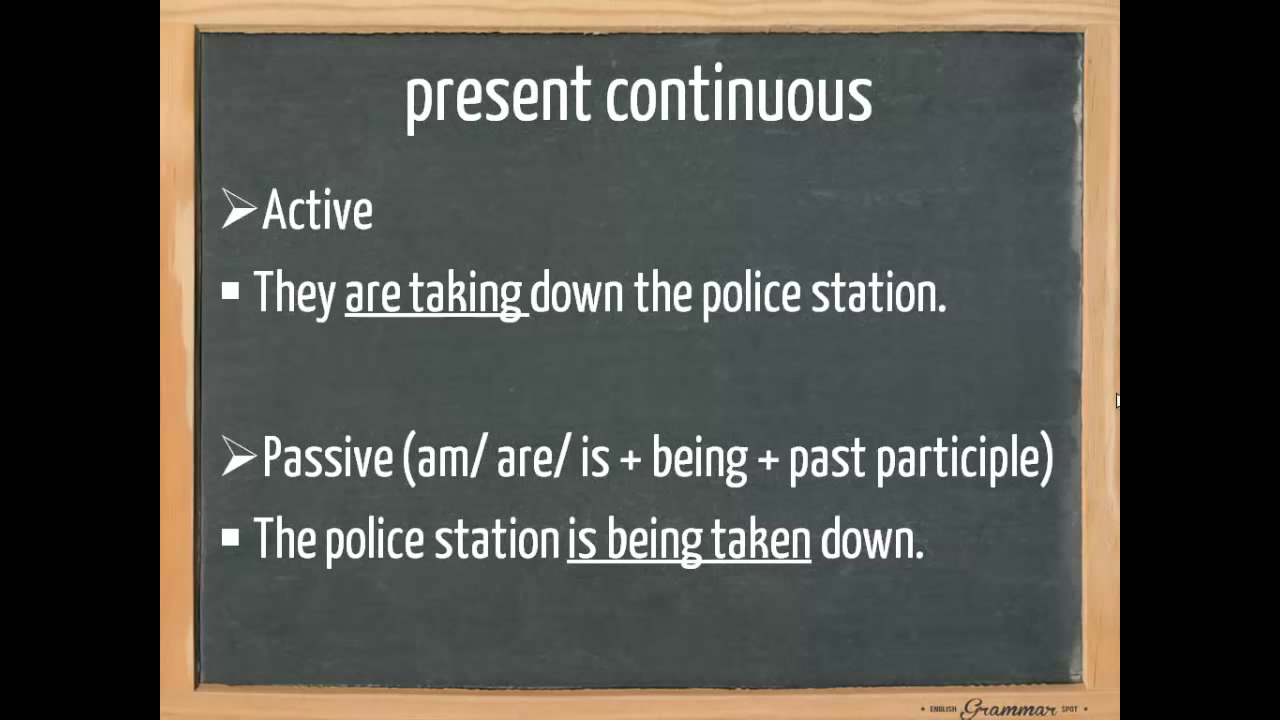 present continuous
➢Active
▪ They are taking down the police station.
➢Passive (am/ are/ is + being + past participle)
▪ The police station is being taken down.
• ENGLISH Grammar SPOT •